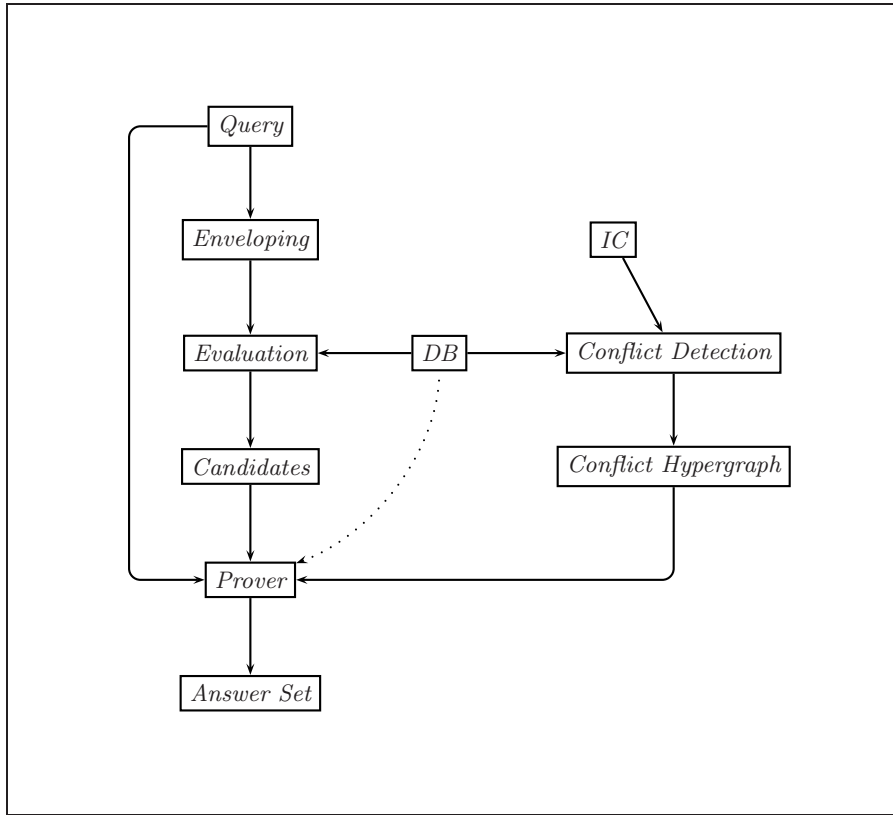 Query
Enveloping
IC
Evaluation
DB
Conflict Detection
Candidates
Conflict Hypergraph
Prover
Answer Set